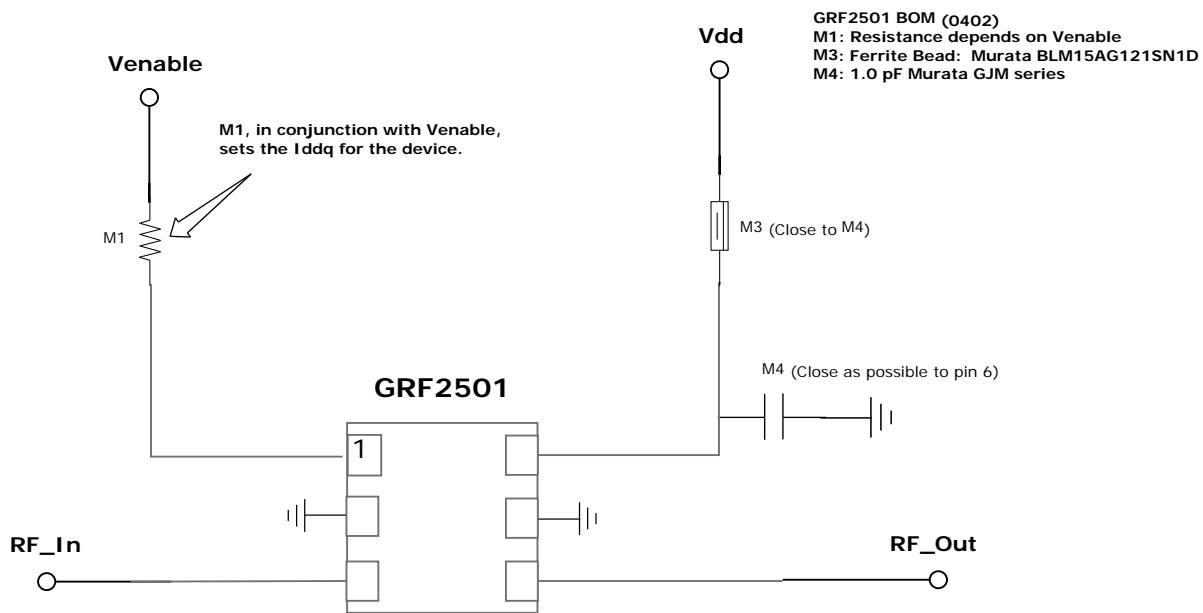 GRF2501 BOM (0402)
M1: Resistance depends on Venable
M3: Ferrite Bead: Murata BLM15AG121SN1D
M4: 1.0 pF Murata GJM series
Vdd
Venable
M1, in conjunction with Venable,
sets the Iddq for the device.
M1
M3 (Close to M4)
M4 (Close as possible to pin 6)
GRF2501
1
RF_In
RF_Out